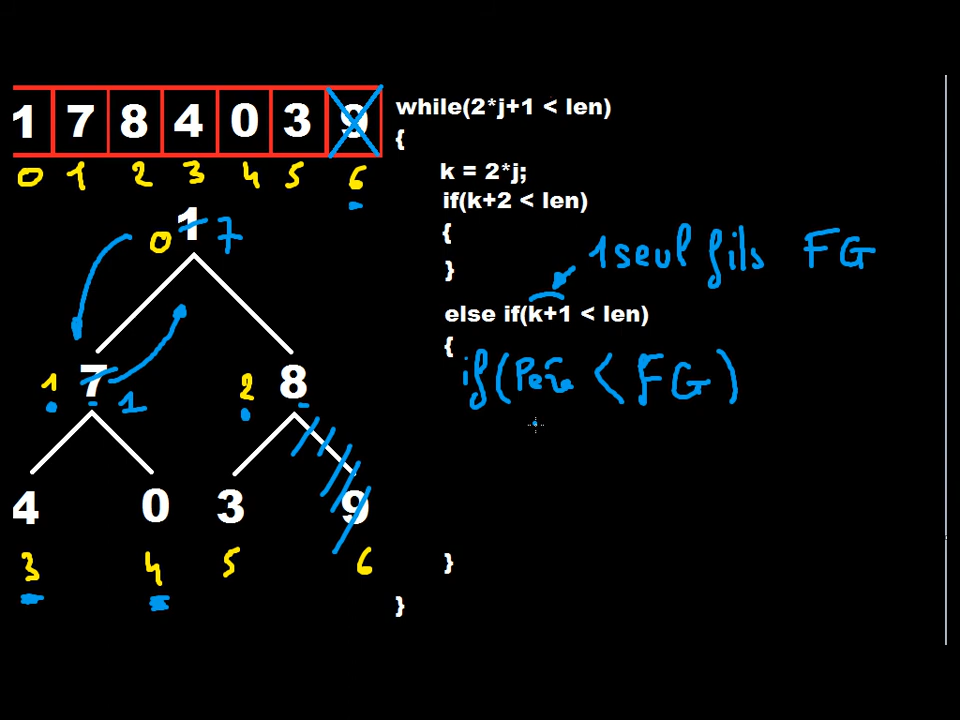 1 7 8 4 0 3 9
0 1 2 3 4 5 6
while(2*j+1 < len)
{
k = 2*j;
if(k+2 < len)
{
}
1 seul fils FG
else if(k+1 < len)
{
if(Père < FG)
}
}
0 1 7
1 7 1 2 8
4 0 3 9
3 4 5 6